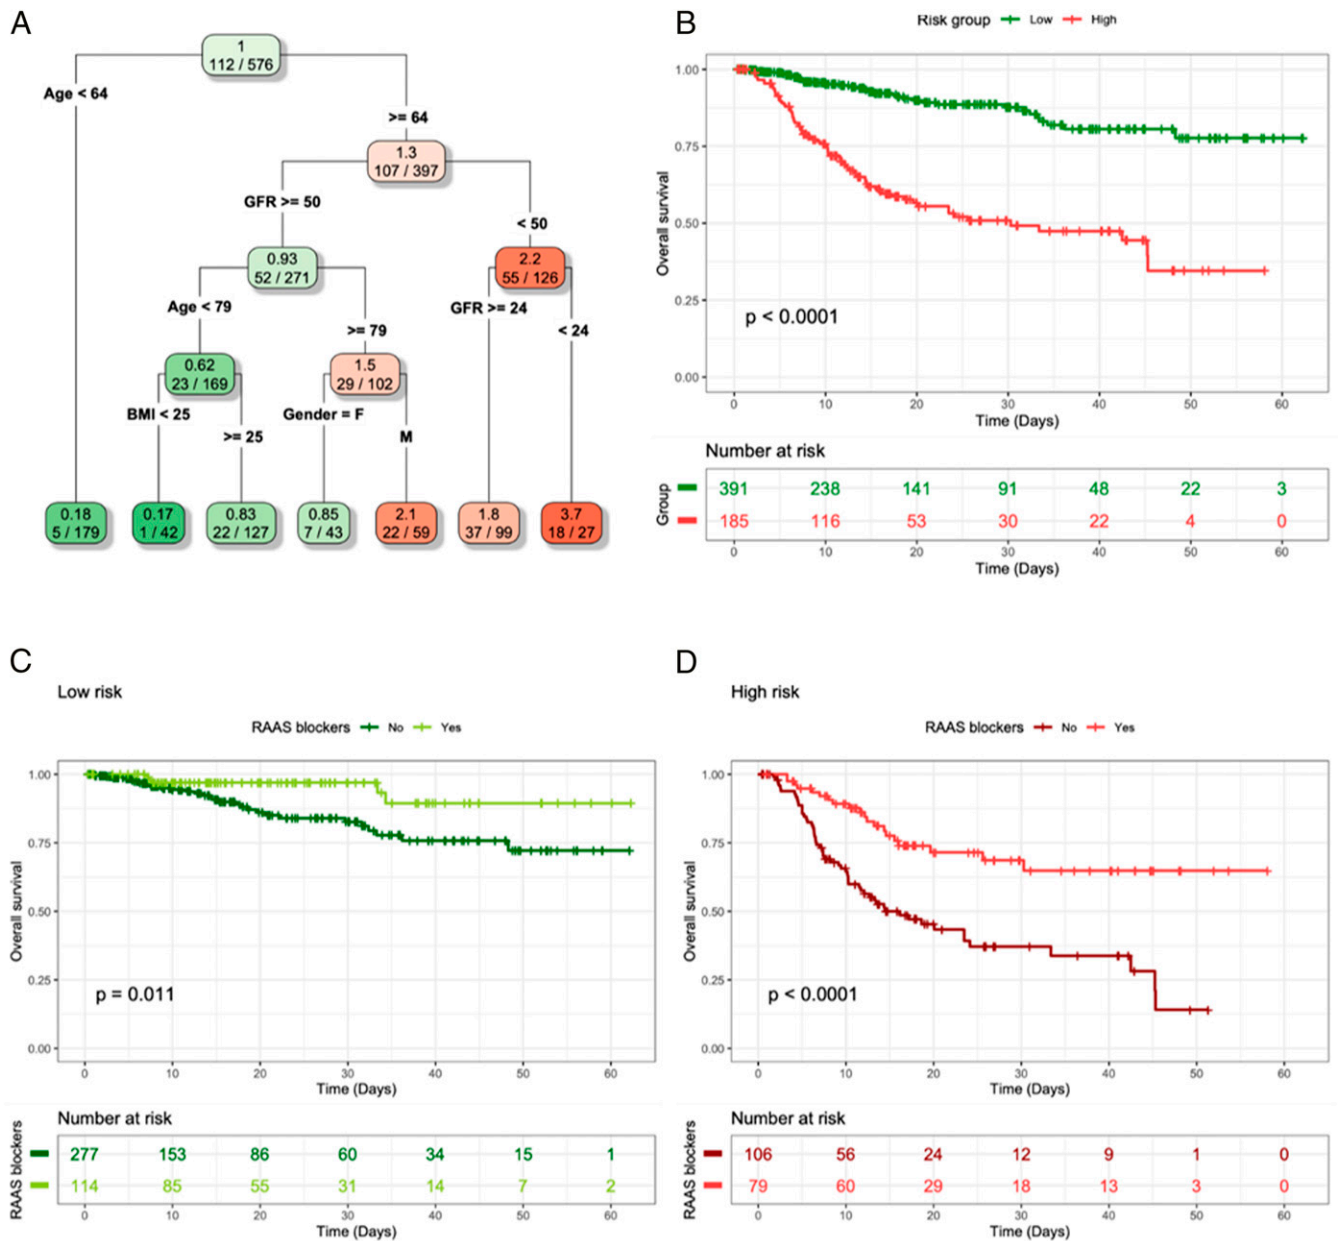 A
1
112 / 576
Age < 64
>= 64
1.3
107 / 397
GFR >= 50
< 50
0.93
52 / 271
2.2
55 / 126
Age < 79
>= 79
GFR >= 24
< 24
0.62
23 / 169
1.5
29 / 102
BMI < 25
>= 25
Gender = F
M
0.18
5 / 179
0.17
1 / 42
0.83
22 / 127
0.85
7 / 43
2.1
22 / 59
1.8
37 / 99
3.7
18 / 27
B
Risk group Low High
Overall survival
1.00
0.75
0.50
0.25
0.00
p < 0.0001
0 10 20 30 40 50 60
Time (Days)
Number at risk
Group
391 238 141 91 48 22 3
185 116 53 30 22 4 0
0 10 20 30 40 50 60
Time (Days)
C
Low risk
RAAS blockers No Yes
Overall survival
1.00
0.75
0.50
0.25
0.00
p = 0.011
0 10 20 30 40 50 60
Time (Days)
Number at risk
RAAS blockers
277 153 86 60 34 15 1
114 85 55 31 14 7 2
0 10 20 30 40 50 60
Time (Days)
D
High risk
RAAS blockers No Yes
Overall survival
1.00
0.75
0.50
0.25
0.00
p < 0.0001
0 10 20 30 40 50 60
Time (Days)
Number at risk
RAAS blockers
106 56 24 12 9 1 0
79 60 29 18 13 3 0
0 10 20 30 40 50 60
Time (Days)